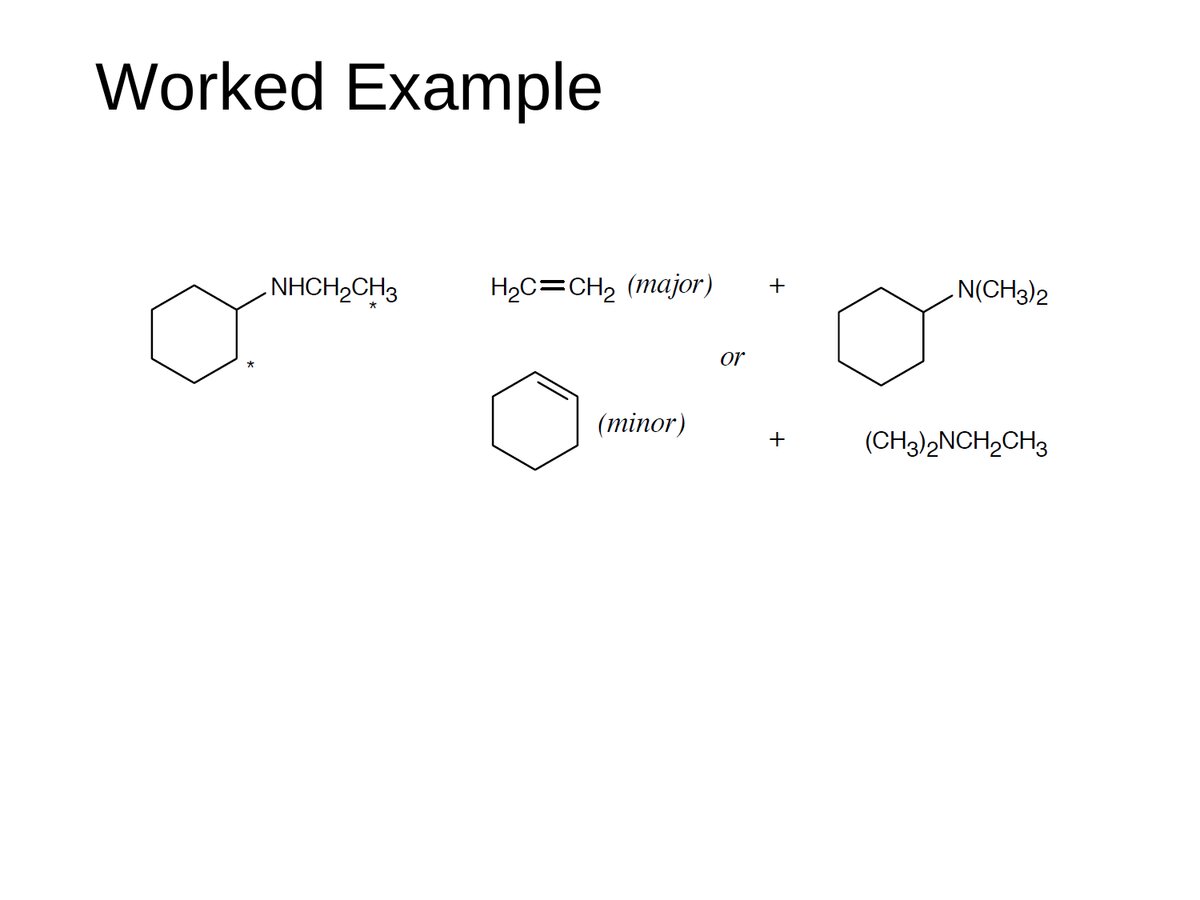 Worked Example
NHCH₂CH₃
*
*
H₂C=CH₂ (major) + N(CH₃)₂
or
(minor) + (CH₃)₂NCH₂CH₃